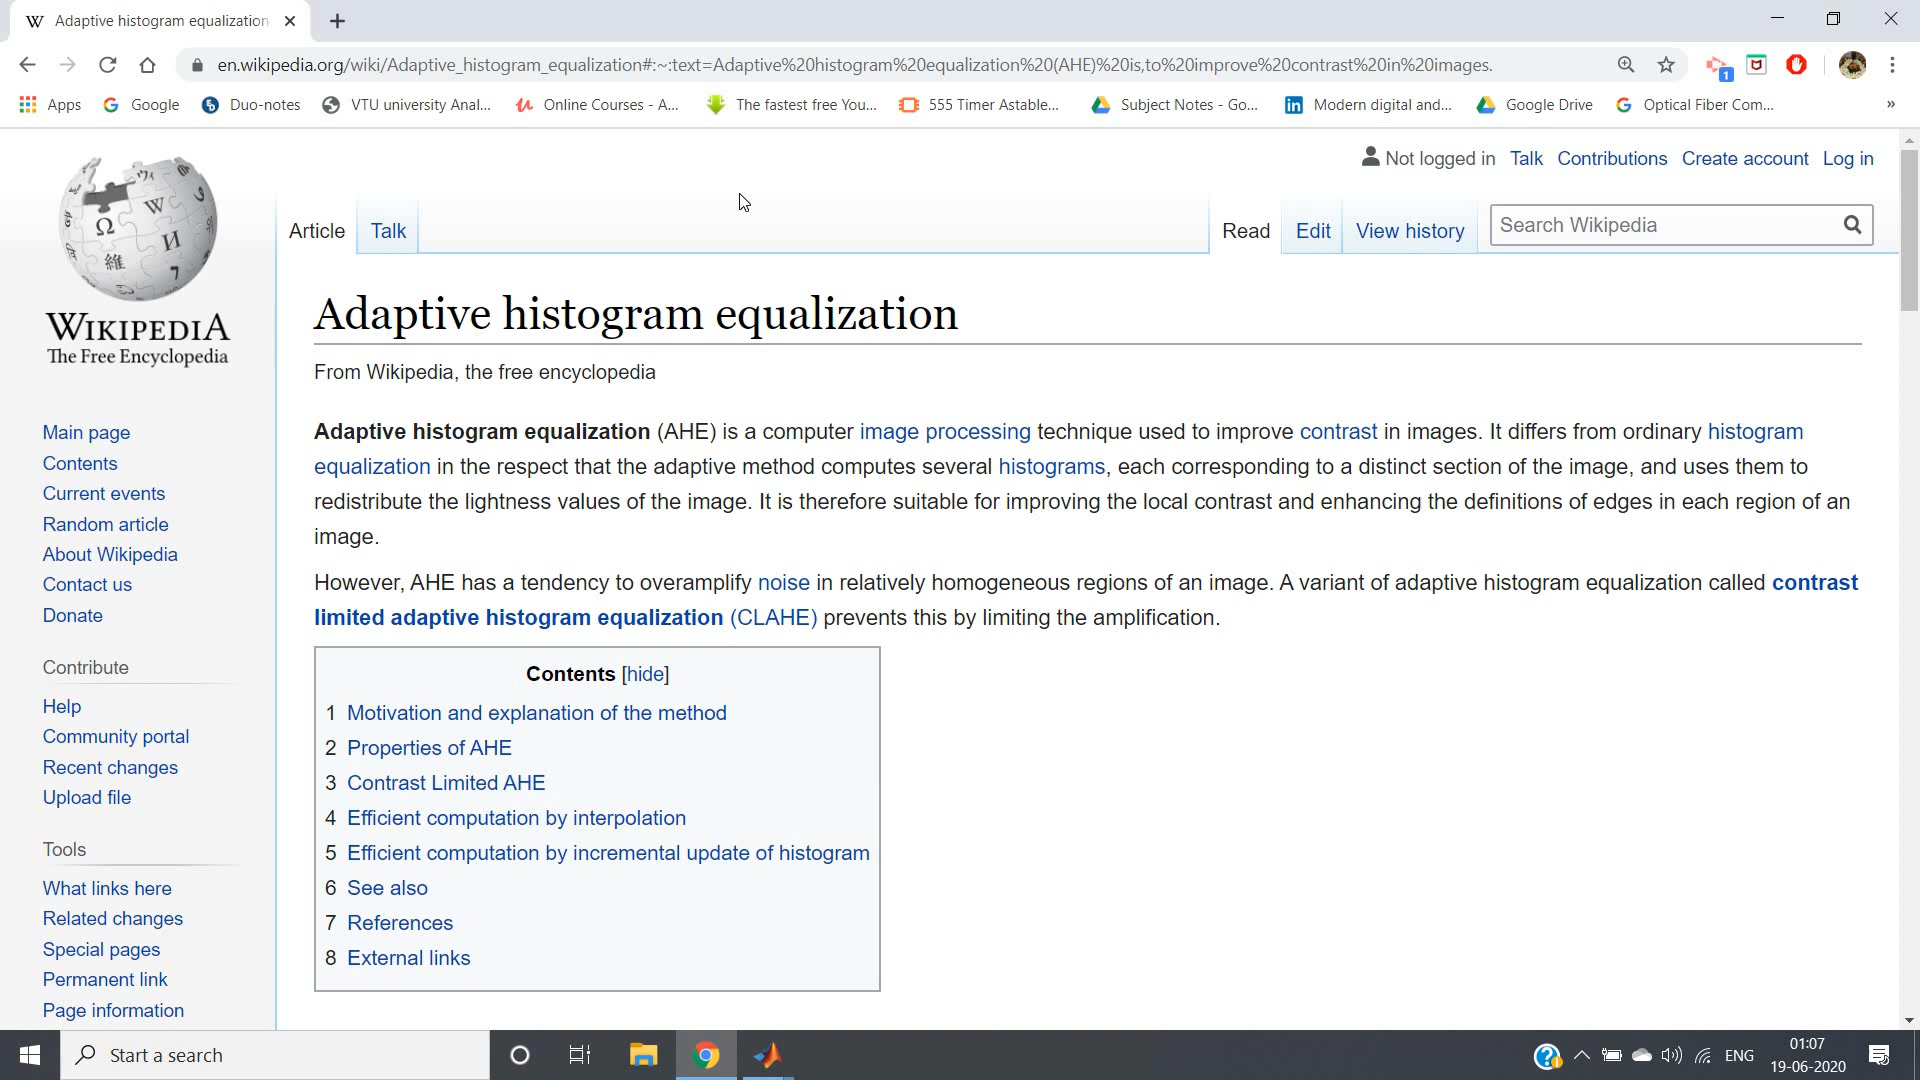 Adaptive histogram equalization
en.wikipedia.org/wiki/Adaptive_histogram_equalization#:~:text=Adaptive%20histogram%20equalization%20(AHE)%20is,to%20improve%20contrast%20in%20images.
1
Apps Google Duo-notes VTU university Anal... Online Courses - A... The fastest free You... 555 Timer Astable... Subject Notes - Go... Modern digital and... Google Drive Optical Fiber Com... »
Not logged in Talk Contributions Create account Log in
Article Talk Read Edit View history Search Wikipedia
WIKIPEDIA
The Free Encyclopedia
Main page
Contents
Current events
Random article
About Wikipedia
Contact us
Donate
Contribute
Help
Community portal
Recent changes
Upload file
Tools
What links here
Related changes
Special pages
Permanent link
Page information
Adaptive histogram equalization
From Wikipedia, the free encyclopedia
Adaptive histogram equalization (AHE) is a computer image processing technique used to improve contrast in images. It differs from ordinary histogram
equalization in the respect that the adaptive method computes several histograms, each corresponding to a distinct section of the image, and uses them to
redistribute the lightness values of the image. It is therefore suitable for improving the local contrast and enhancing the definitions of edges in each region of an
image.
However, AHE has a tendency to overamplify noise in relatively homogeneous regions of an image. A variant of adaptive histogram equalization called contrast
limited adaptive histogram equalization (CLAHE) prevents this by limiting the amplification.
Contents [hide]
1 Motivation and explanation of the method
2 Properties of AHE
3 Contrast Limited AHE
4 Efficient computation by interpolation
5 Efficient computation by incremental update of histogram
6 See also
7 References
8 External links
Start a search
ENG
01:07
19-06-2020